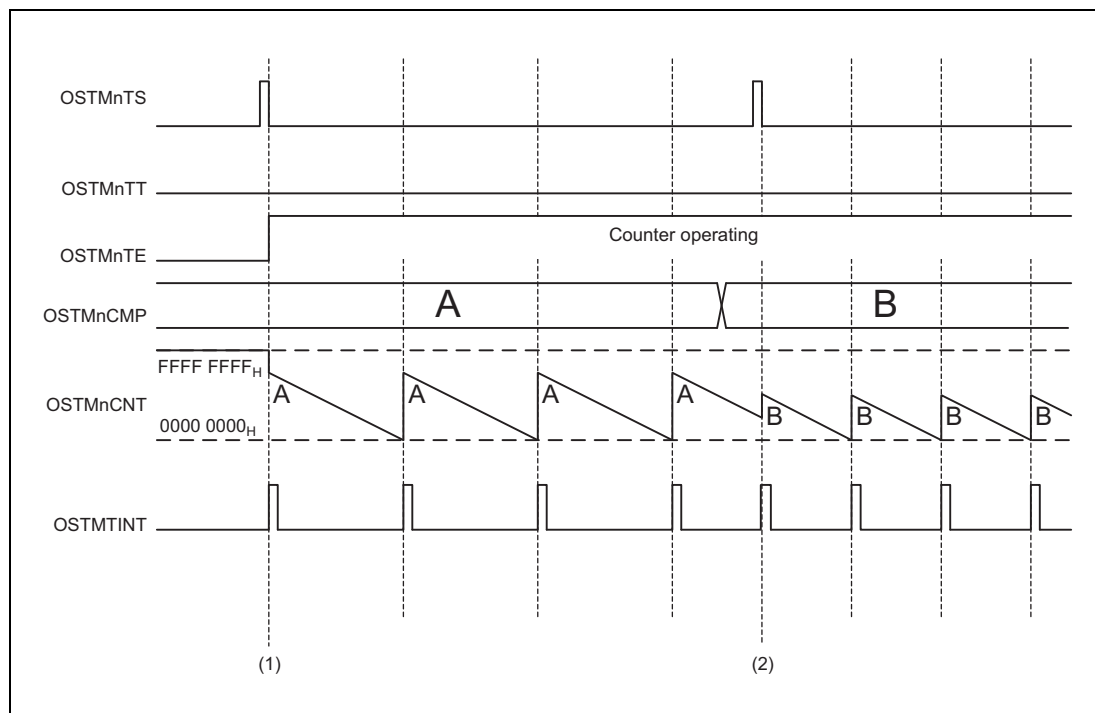 OSTMnTS
OSTMnTT
OSTMnTE
Counter operating
OSTMnCMP
A
B
FFFF FFFFH
OSTMnCNT
A
A
A
A
B
B
B
B
0000 0000H
OSTMTINT
(1)
(2)